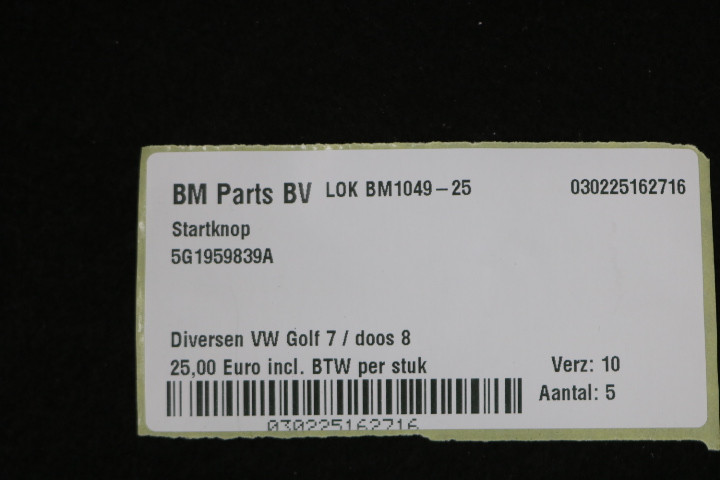 BM Parts BV LOK BM1049-25 030225162716
Startknop
5G1959839A
Diversen VW Golf 7 / doos 8
25,00 Euro incl. BTW per stuk Verz: 10
Aantal: 5
030225162716